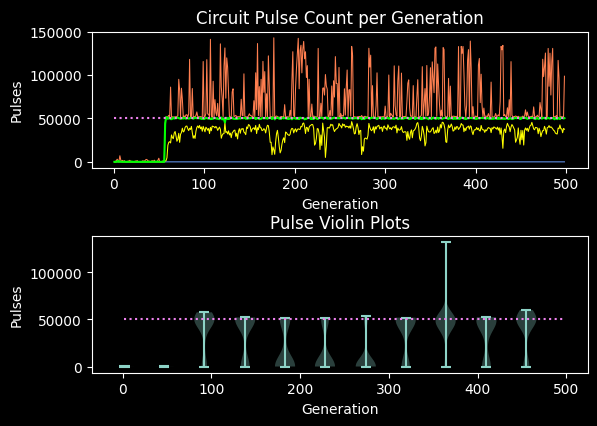 Circuit Pulse Count per Generation
150000
100000
50000
0
Pulses
0 100 200 300 400 500
Generation
Pulse Violin Plots
100000
50000
0
Pulses
0 100 200 300 400 500
Generation